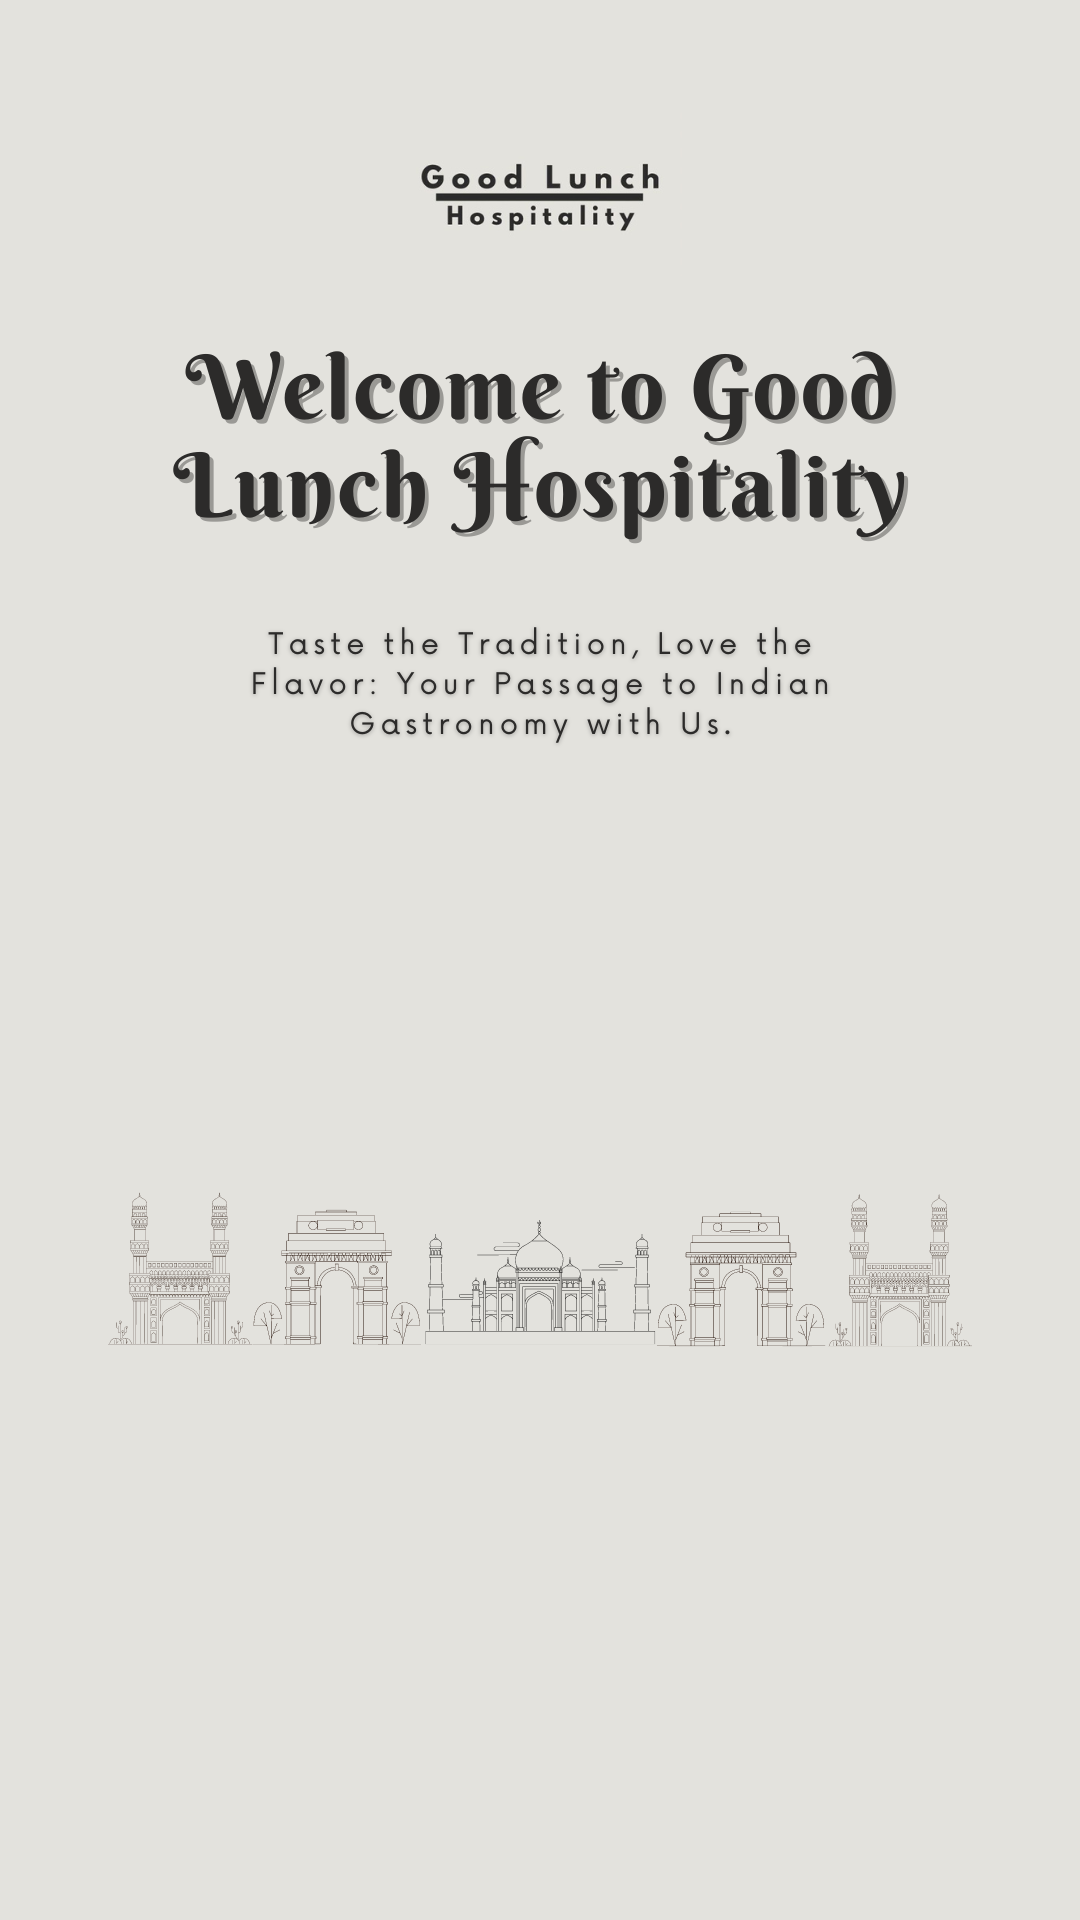 Good Lunch
Hospitality
Welcome to Good
Lunch Hospitality
Taste the Tradition, Love the
Flavor: Your Passage to Indian
Gastronomy with Us.